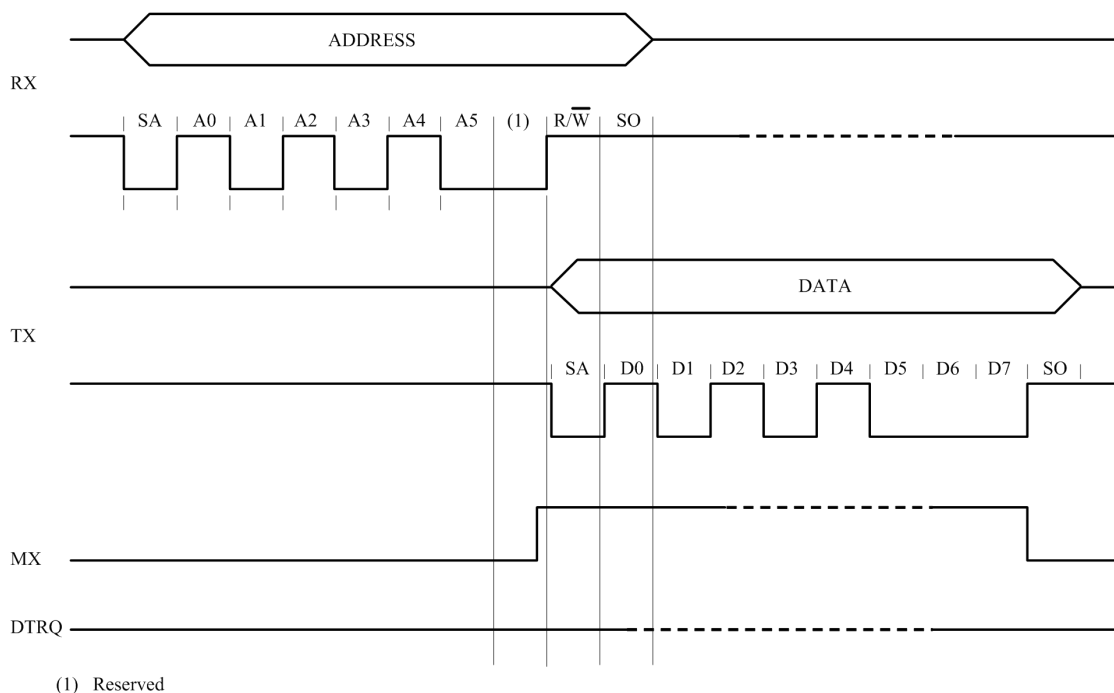 ADDRESS
RX
SA A0 A1 A2 A3 A4 A5 (1) R/W̅ SO
DATA
TX
SA D0 D1 D2 D3 D4 D5 D6 D7 SO
MX
DTRQ
(1) Reserved